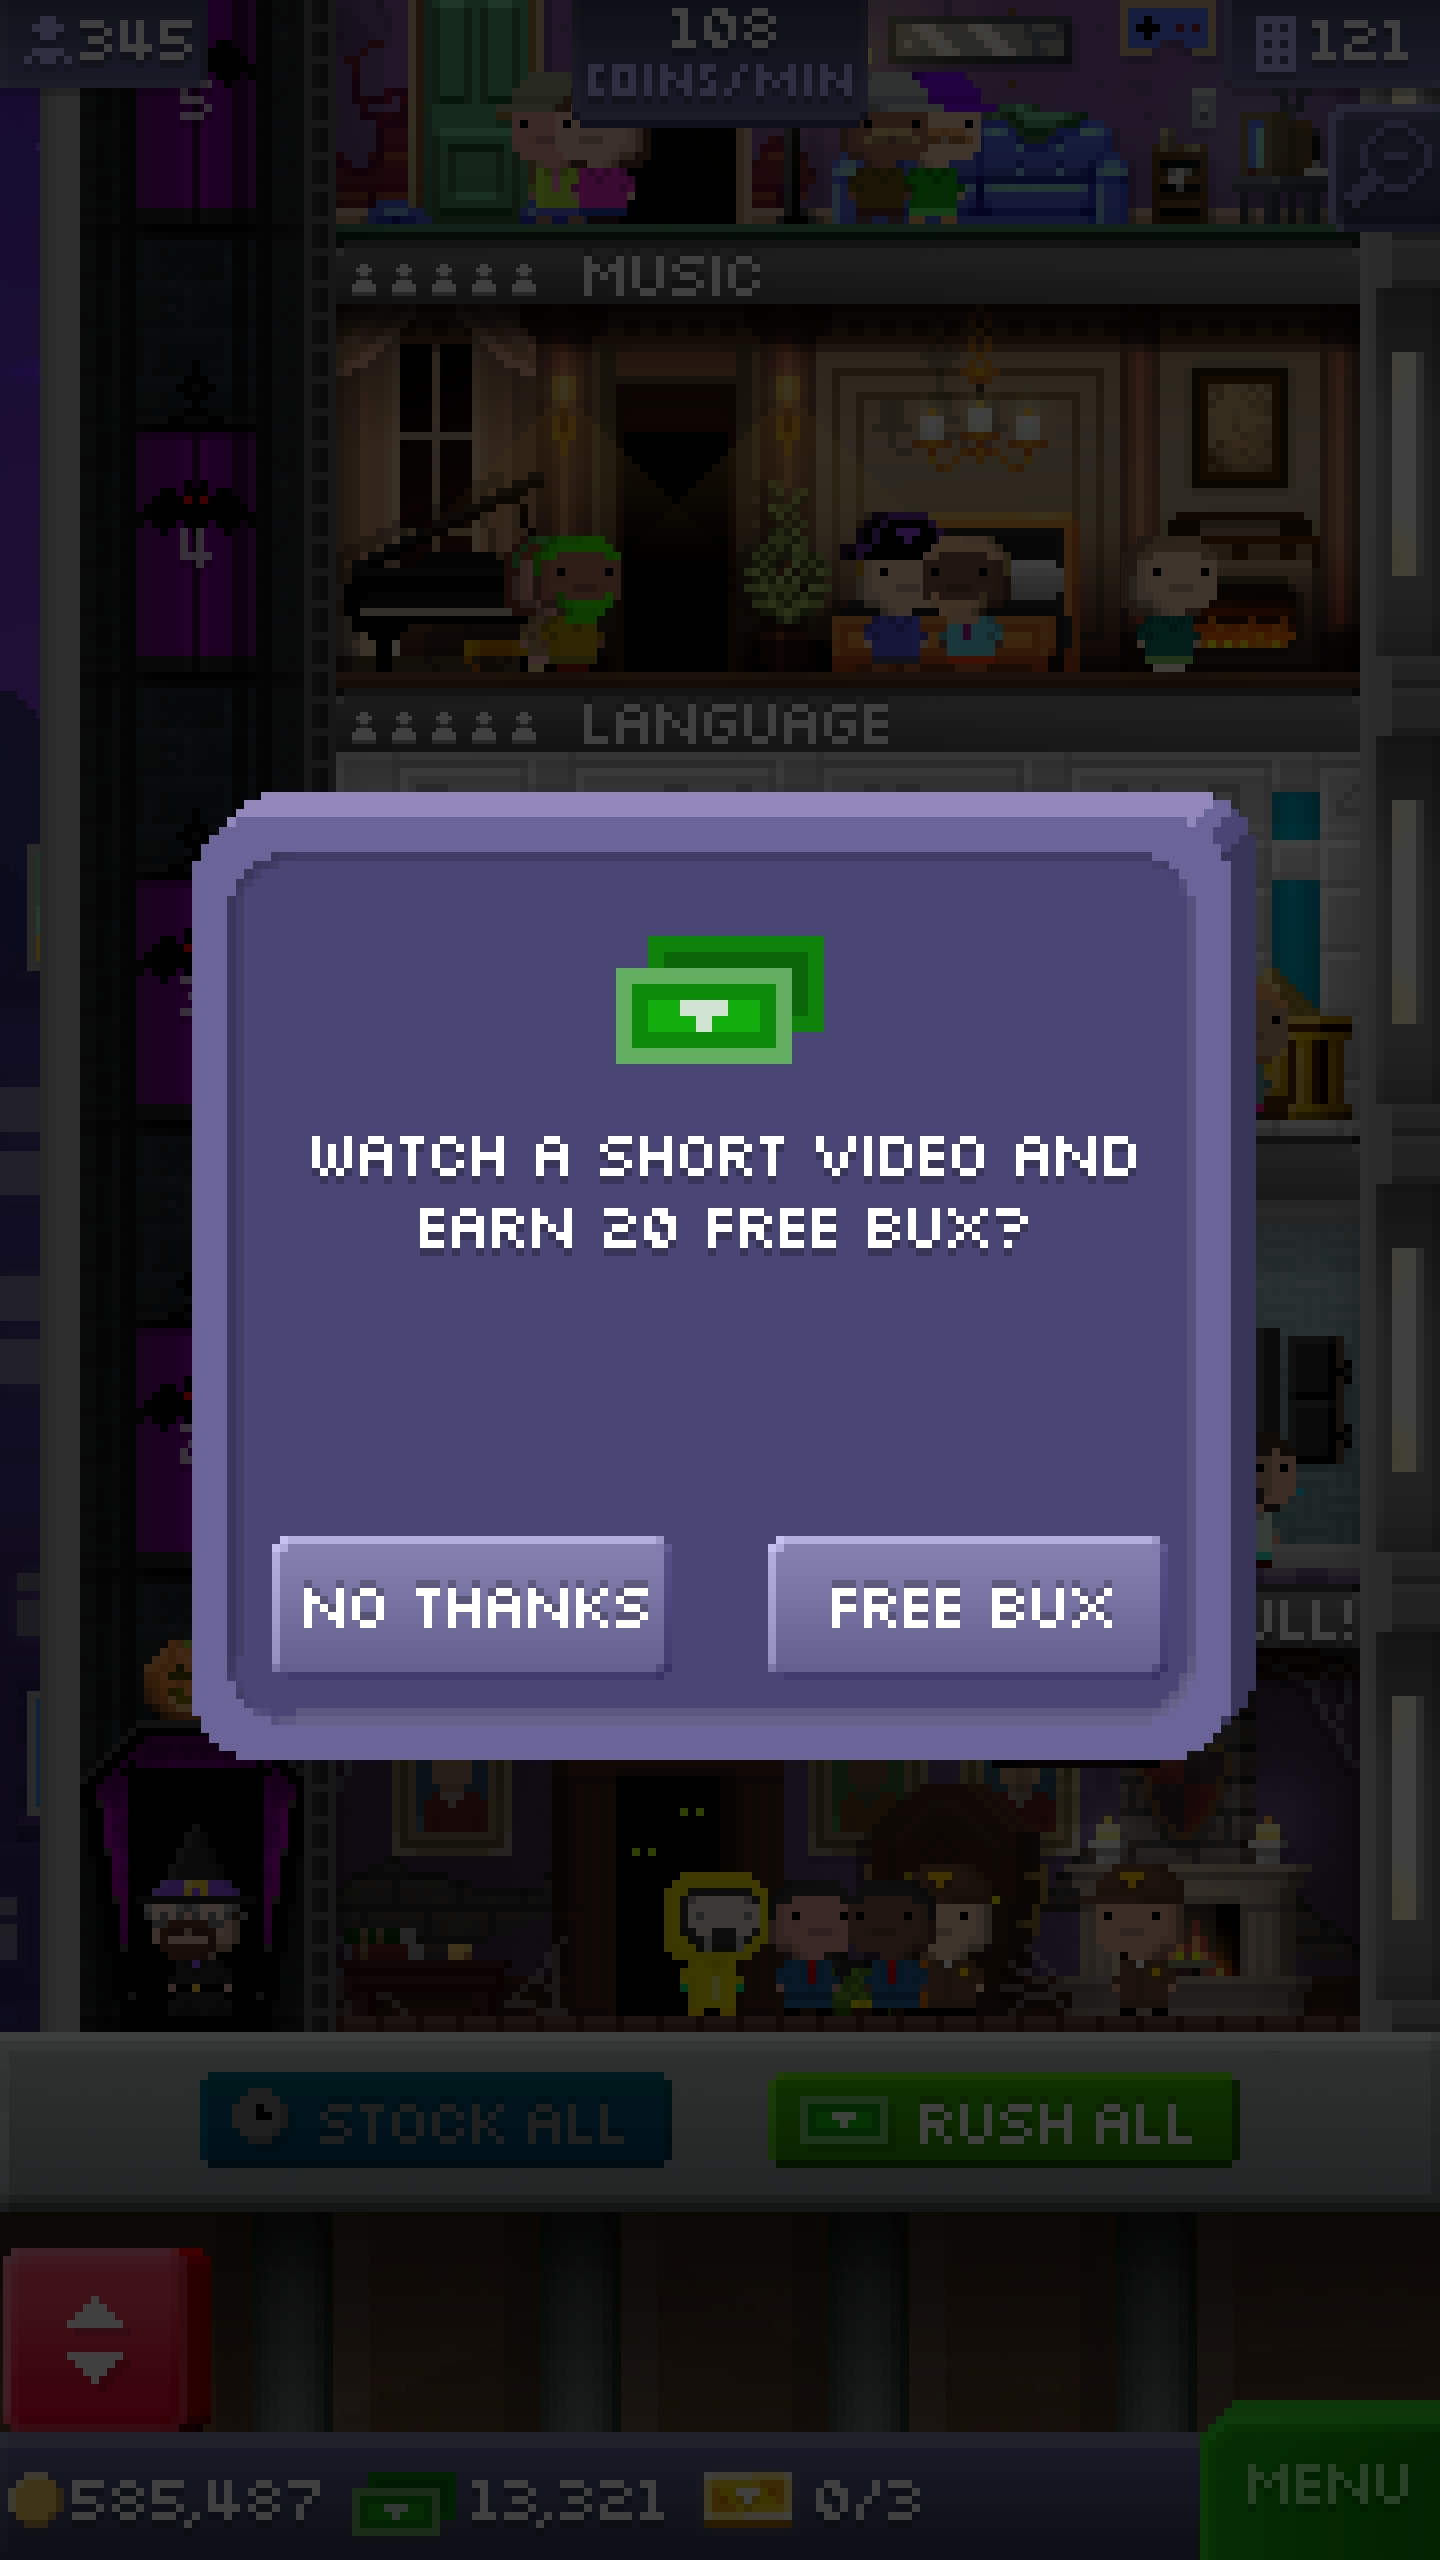 345
108
COINS/MIN
121
5
MUSIC
4
LANGUAGE
WATCH A SHORT VIDEO AND
EARN 20 FREE BUX?
NO THANKS
FREE BUX
STOCK ALL
RUSH ALL
585,487
13,321
0/3
MENU